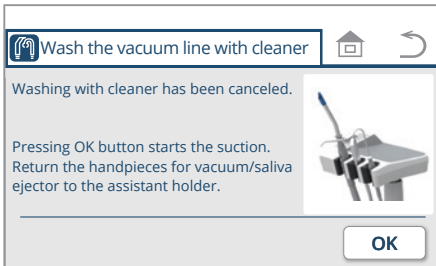 Wash the vacuum line with cleaner
Washing with cleaner has been canceled.
Pressing OK button starts the suction.
Return the handpieces for vacuum/saliva
ejector to the assistant holder.
OK